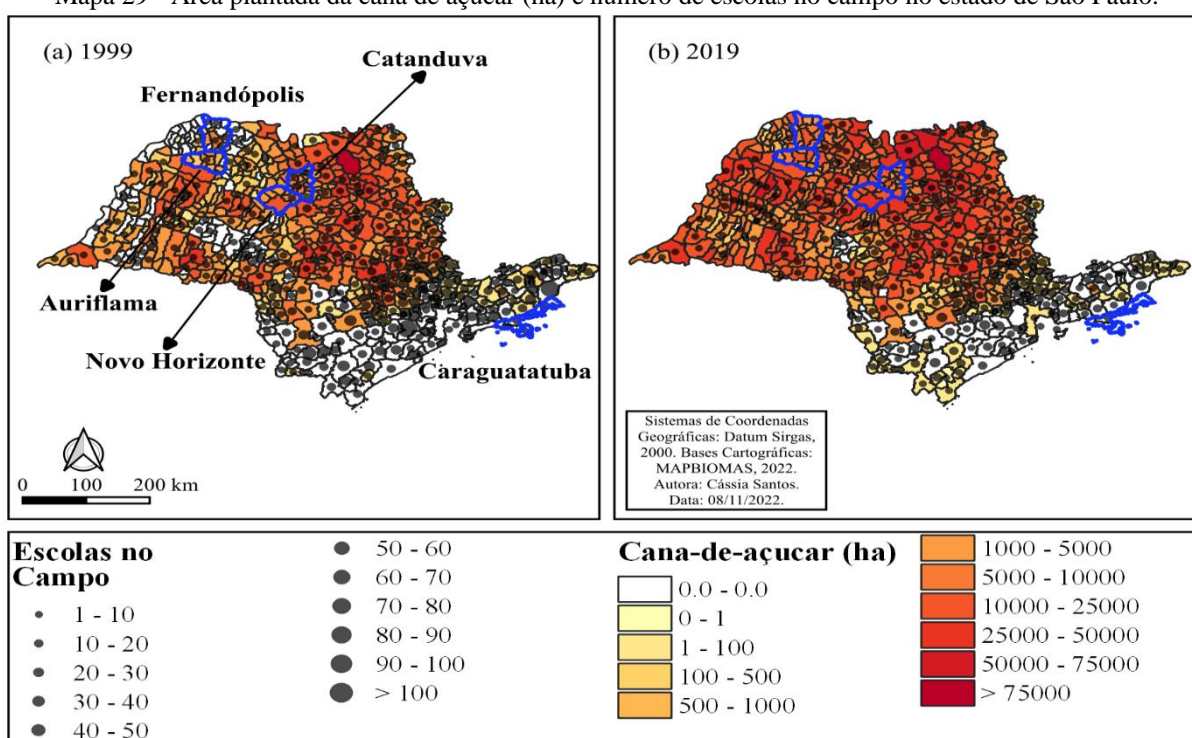 Mapa 29 - Área plantada da cana de açúcar (ha) e número de escolas no campo no estado de São Paulo.
(a) 1999
Catanduva
Fernandópolis
Auriflama
Novo Horizonte
Caraguatatuba
0 100 200 km
(b) 2019
Sistemas de Coordenadas
Geográficas: Datum Sirgas,
2000. Bases Cartográficas:
MAPBIOMAS, 2022.
Autora: Cássia Santos.
Data: 08/11/2022.
Escolas no
Campo
1 - 10
10 - 20
20 - 30
30 - 40
40 - 50
50 - 60
60 - 70
70 - 80
80 - 90
90 - 100
> 100
Cana-de-açucar (ha)
0.0 - 0.0
0 - 1
1 - 100
100 - 500
500 - 1000
1000 - 5000
5000 - 10000
10000 - 25000
25000 - 50000
50000 - 75000
> 75000